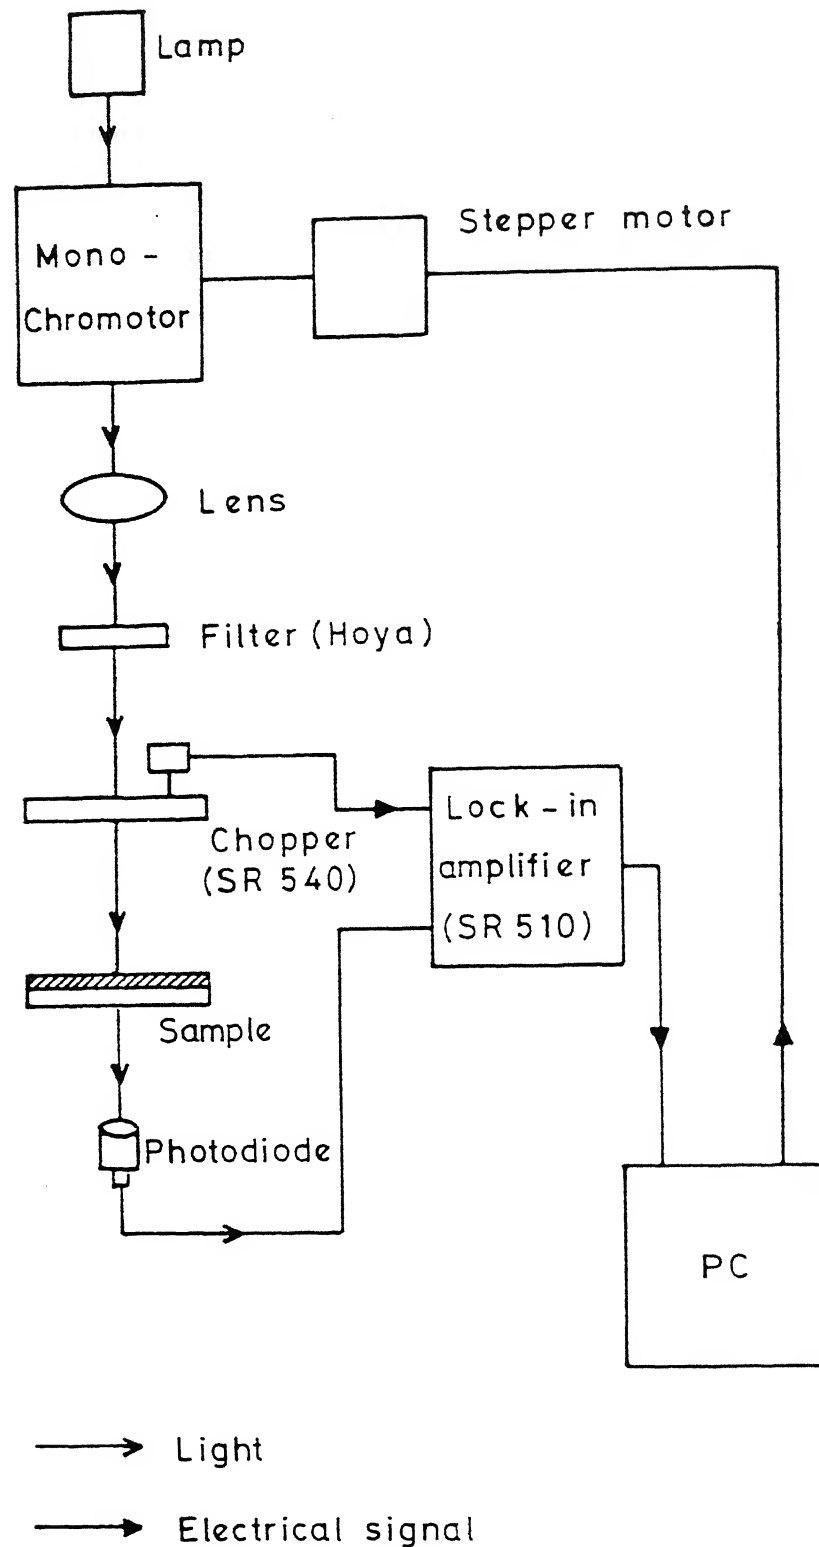 Lamp
Stepper motor
Mono -
Chromotor
Lens
Filter (Hoya)
Chopper
(SR 540)
Lock - in
amplifier
(SR 510)
Sample
Photodiode
PC
Light
Electrical signal